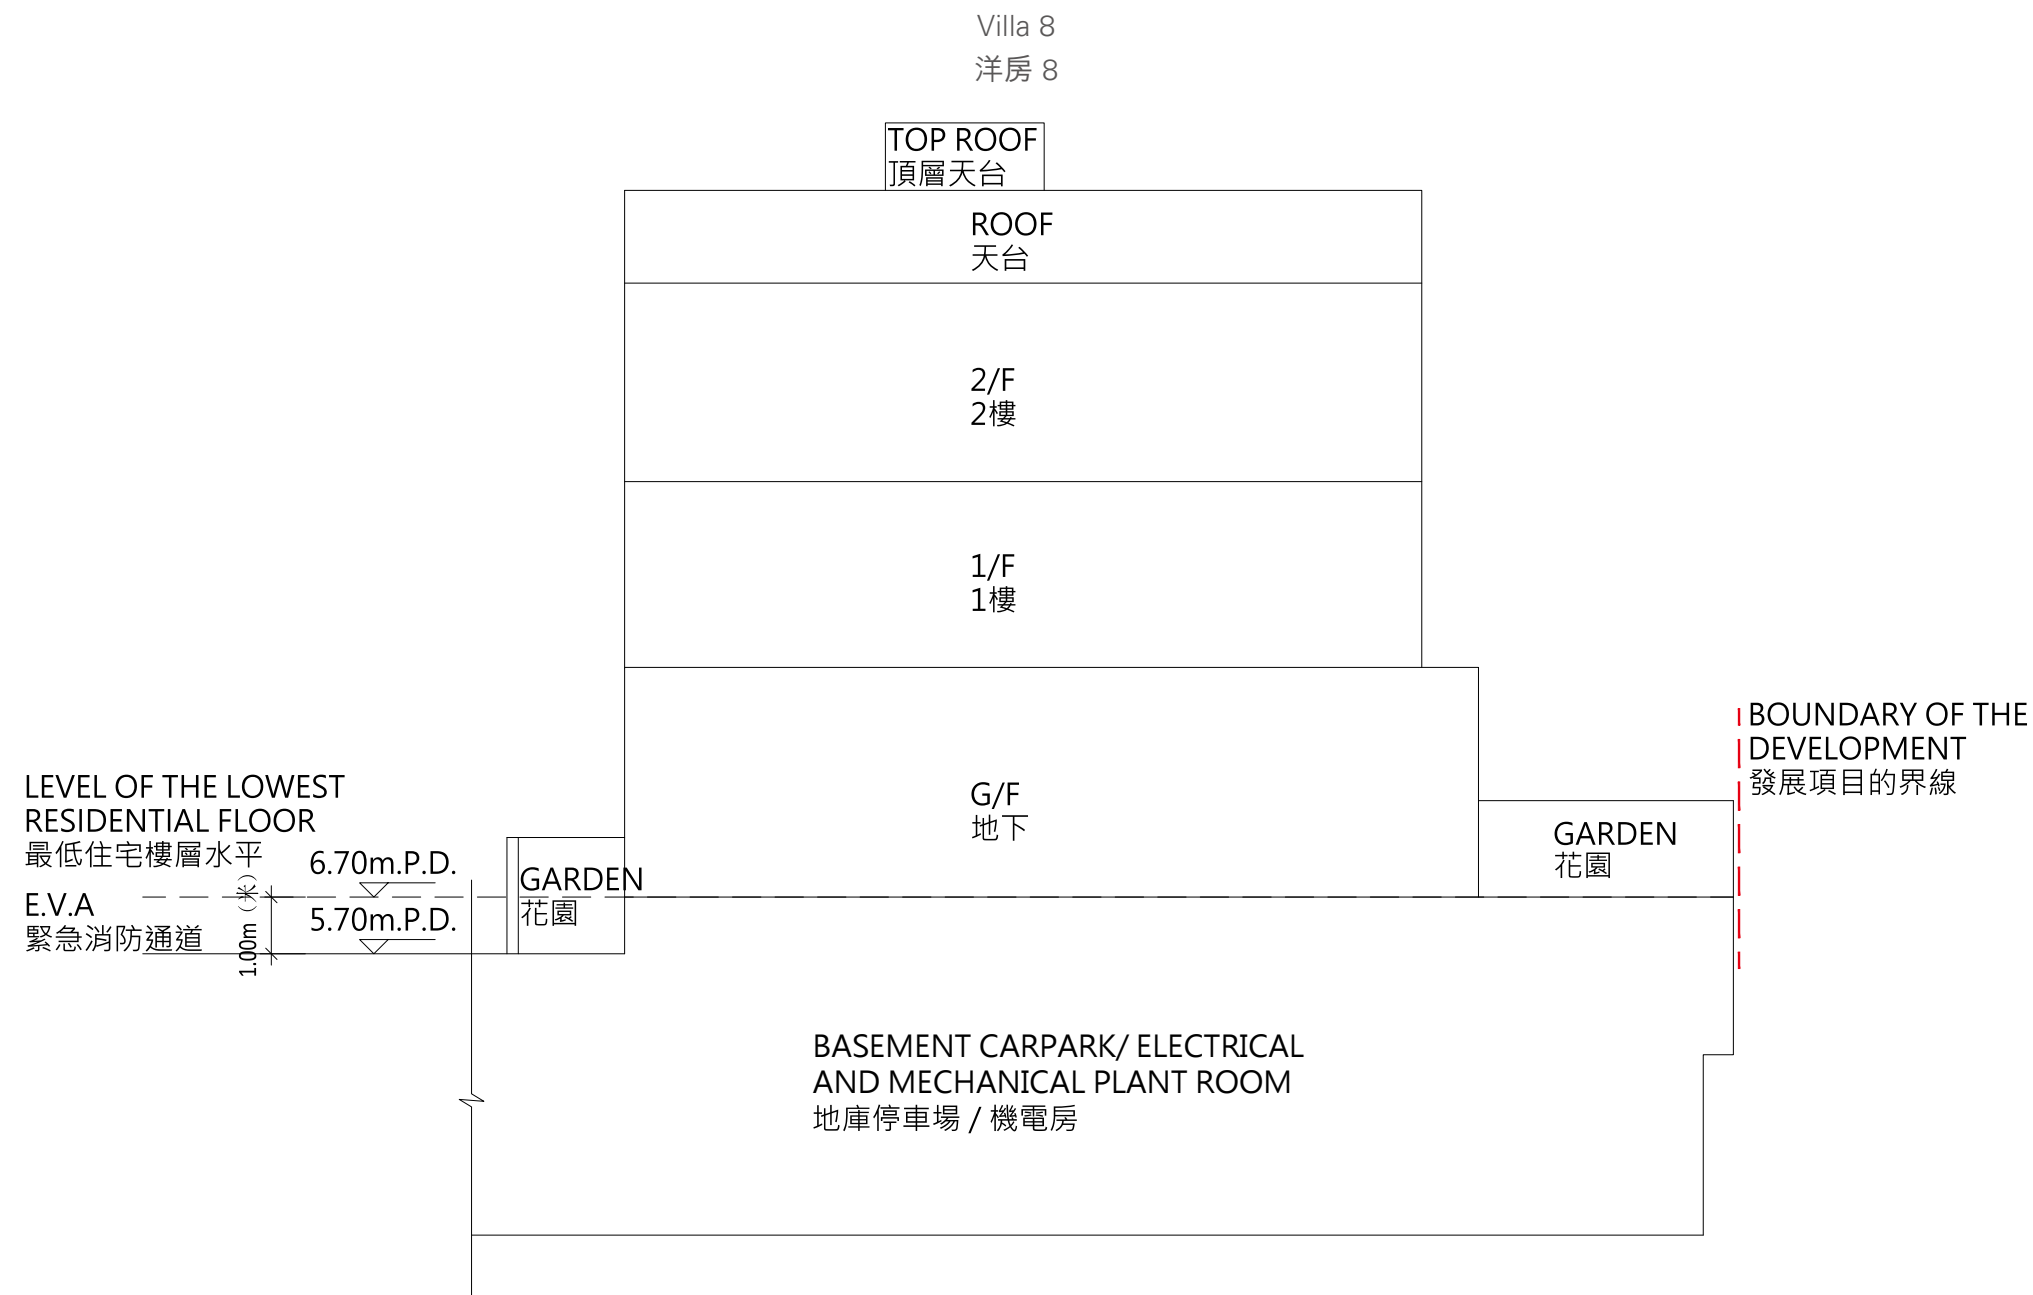 Villa 8
洋房 8
TOP ROOF
頂層天台
ROOF
天台
2/F
2樓
1/F
1樓
G/F
地下
BOUNDARY OF THE
DEVELOPMENT
發展項目的界線
GARDEN
花園
LEVEL OF THE LOWEST
RESIDENTIAL FLOOR
最低住宅樓層水平
6.70m.P.D.
GARDEN
花園
E.V.A
緊急消防通道
5.70m.P.D.
1.00m（米）
BASEMENT CARPARK/ ELECTRICAL
AND MECHANICAL PLANT ROOM
地庫停車場 / 機電房